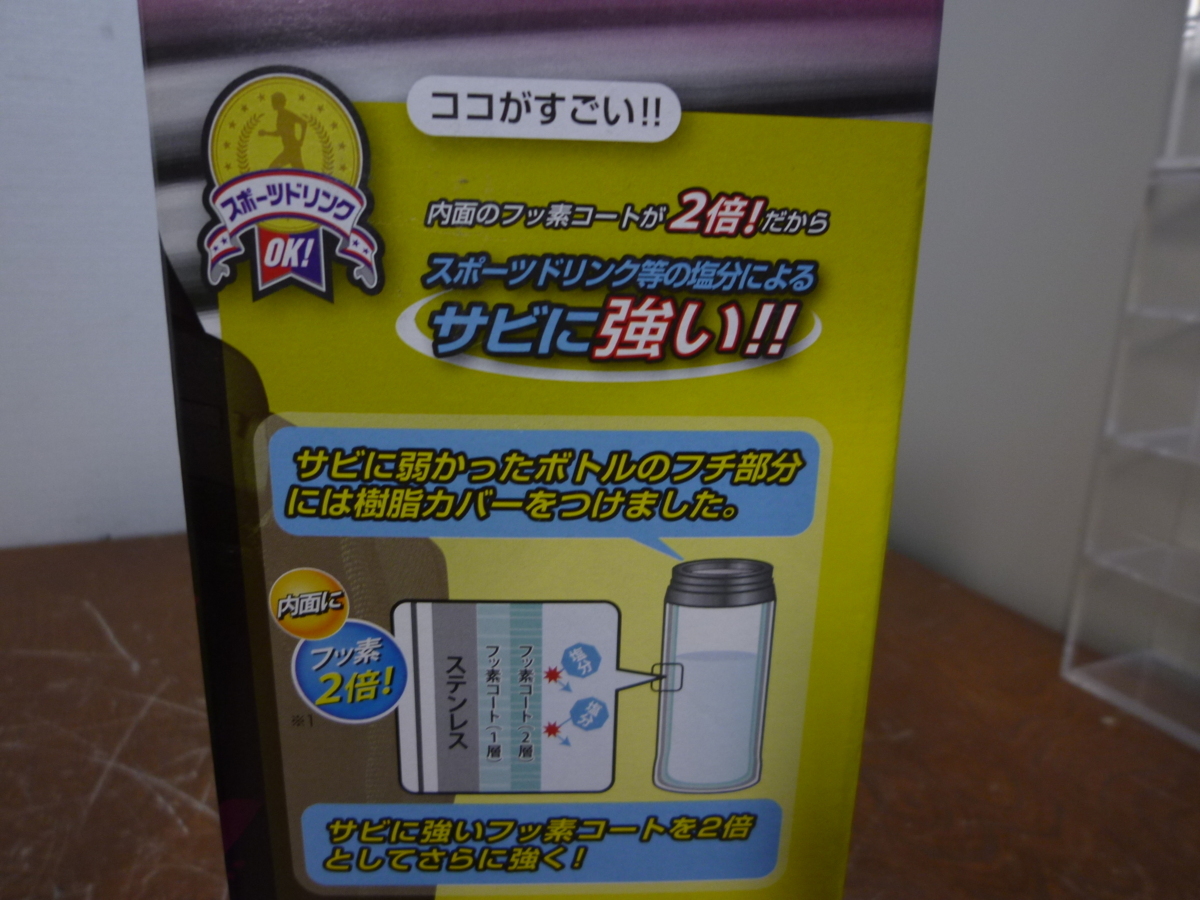 ココがすごい!!
スポーツドリンク
OK!
内面のフッ素コートが2倍!だから
スポーツドリンク等の塩分による
サビに強い!!
サビに弱かったボトルのフチ部分
には樹脂カバーをつけました。
内面に
フッ素
2倍!
※1
ステンレス
フッ素コート(1層)
フッ素コート(2層)
塩分
塩分
サビに強いフッ素コートを2倍
としてさらに強く!